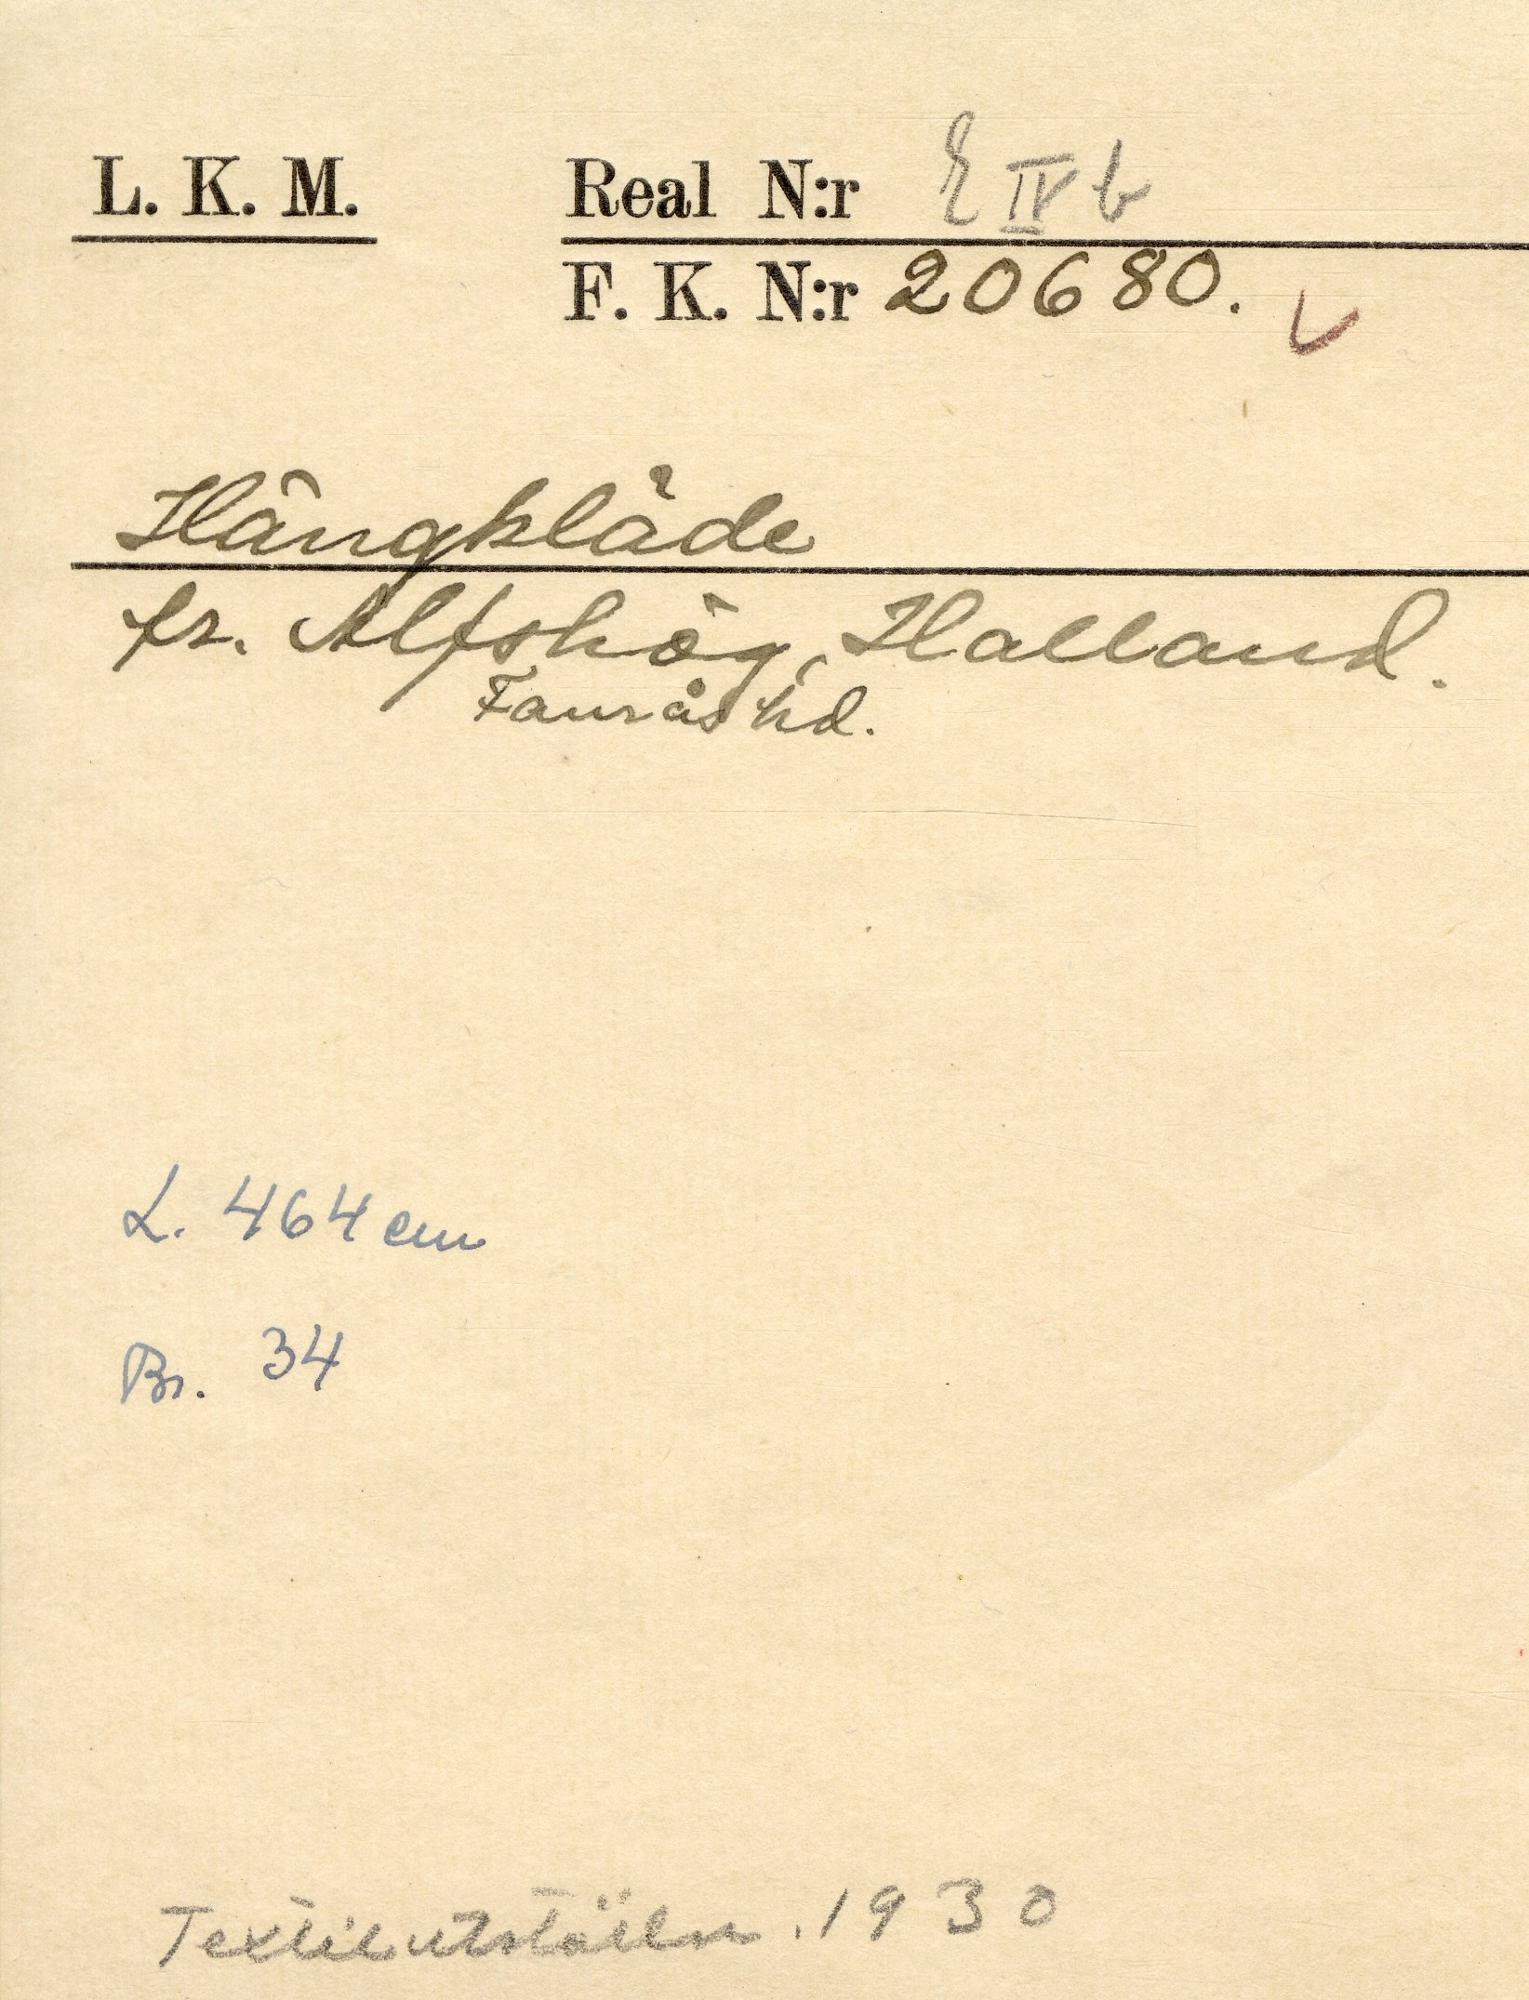 L. K. M.
Real N:r E IV b
F. K. N:r 20680.
Hängkläde
fr. Alfshög, Halland.
Faurås hd.
L. 464 cm
Br. 34
Textilutställn. 1930